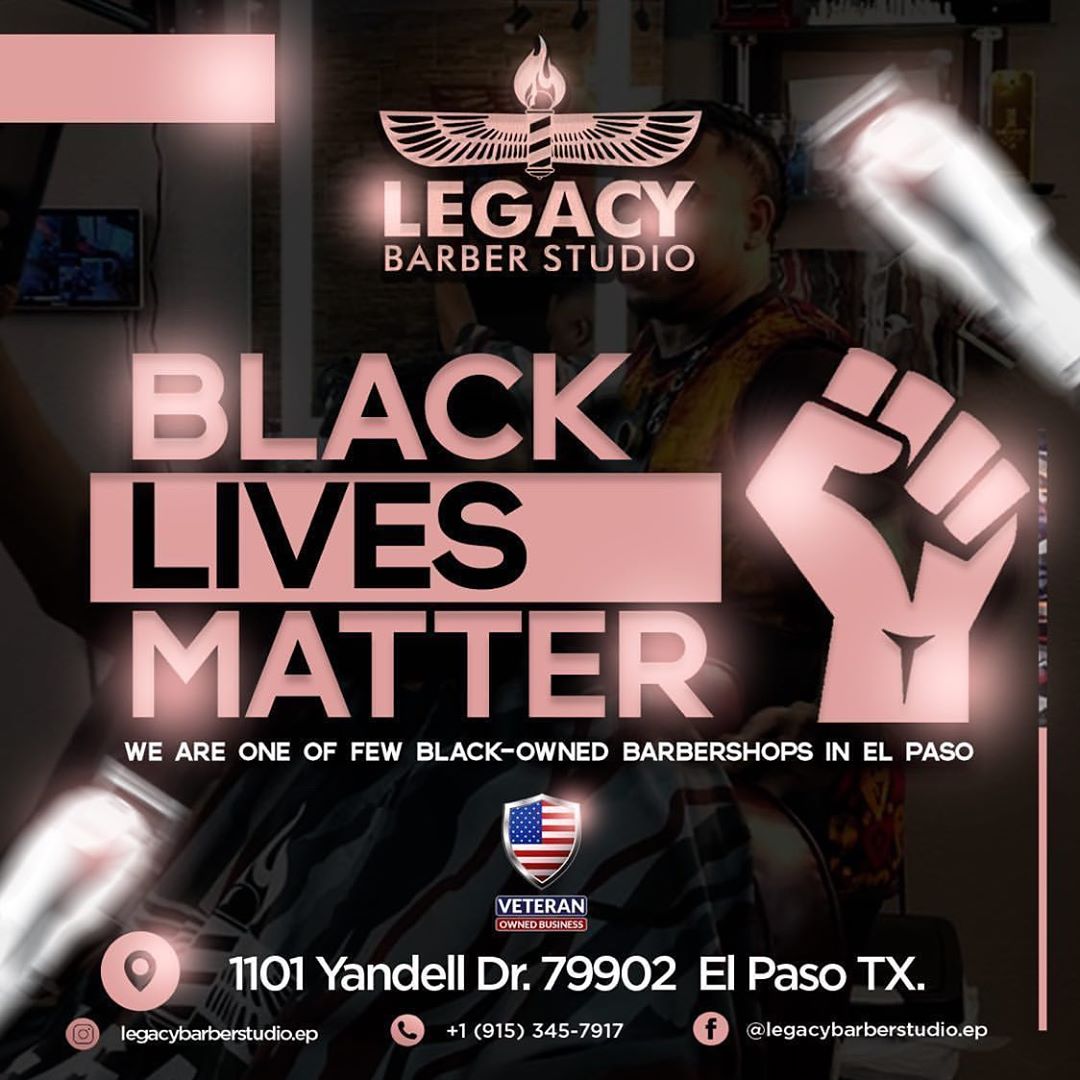 LEGACY
BARBER STUDIO
BLACK
LIVES
MATTER
WE ARE ONE OF FEW BLACK-OWNED BARBERSHOPS IN EL PASO
VETERAN
OWNED BUSINESS
1101 Yandell Dr. 79902 El Paso TX.
legacybarberstudio.ep
+1 (915) 345-7917
@legacybarberstudio.ep